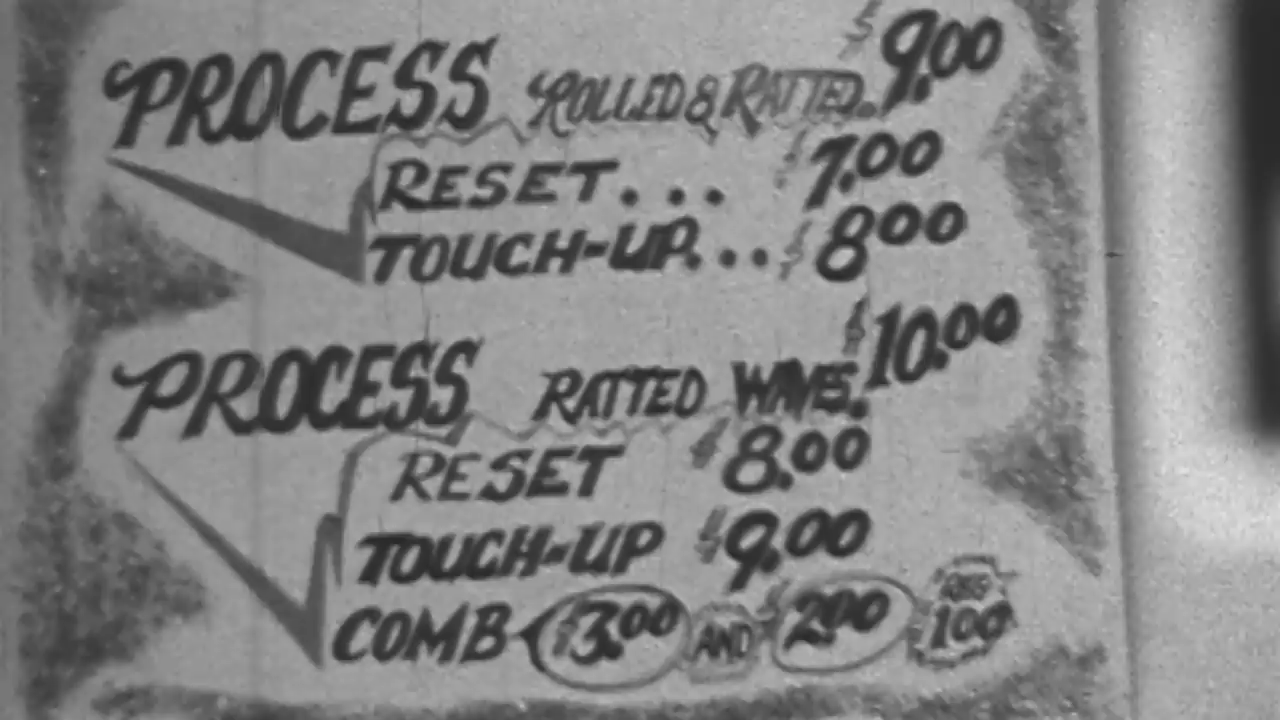 PROCESS ROLLED & RATTED. $9.00
RESET... $7.00
TOUCH-UP... $8.00
PROCESS RATTED WAVES. $10.00
RESET $8.00
TOUCH-UP $9.00
COMB $3.00 AND $2.00 100